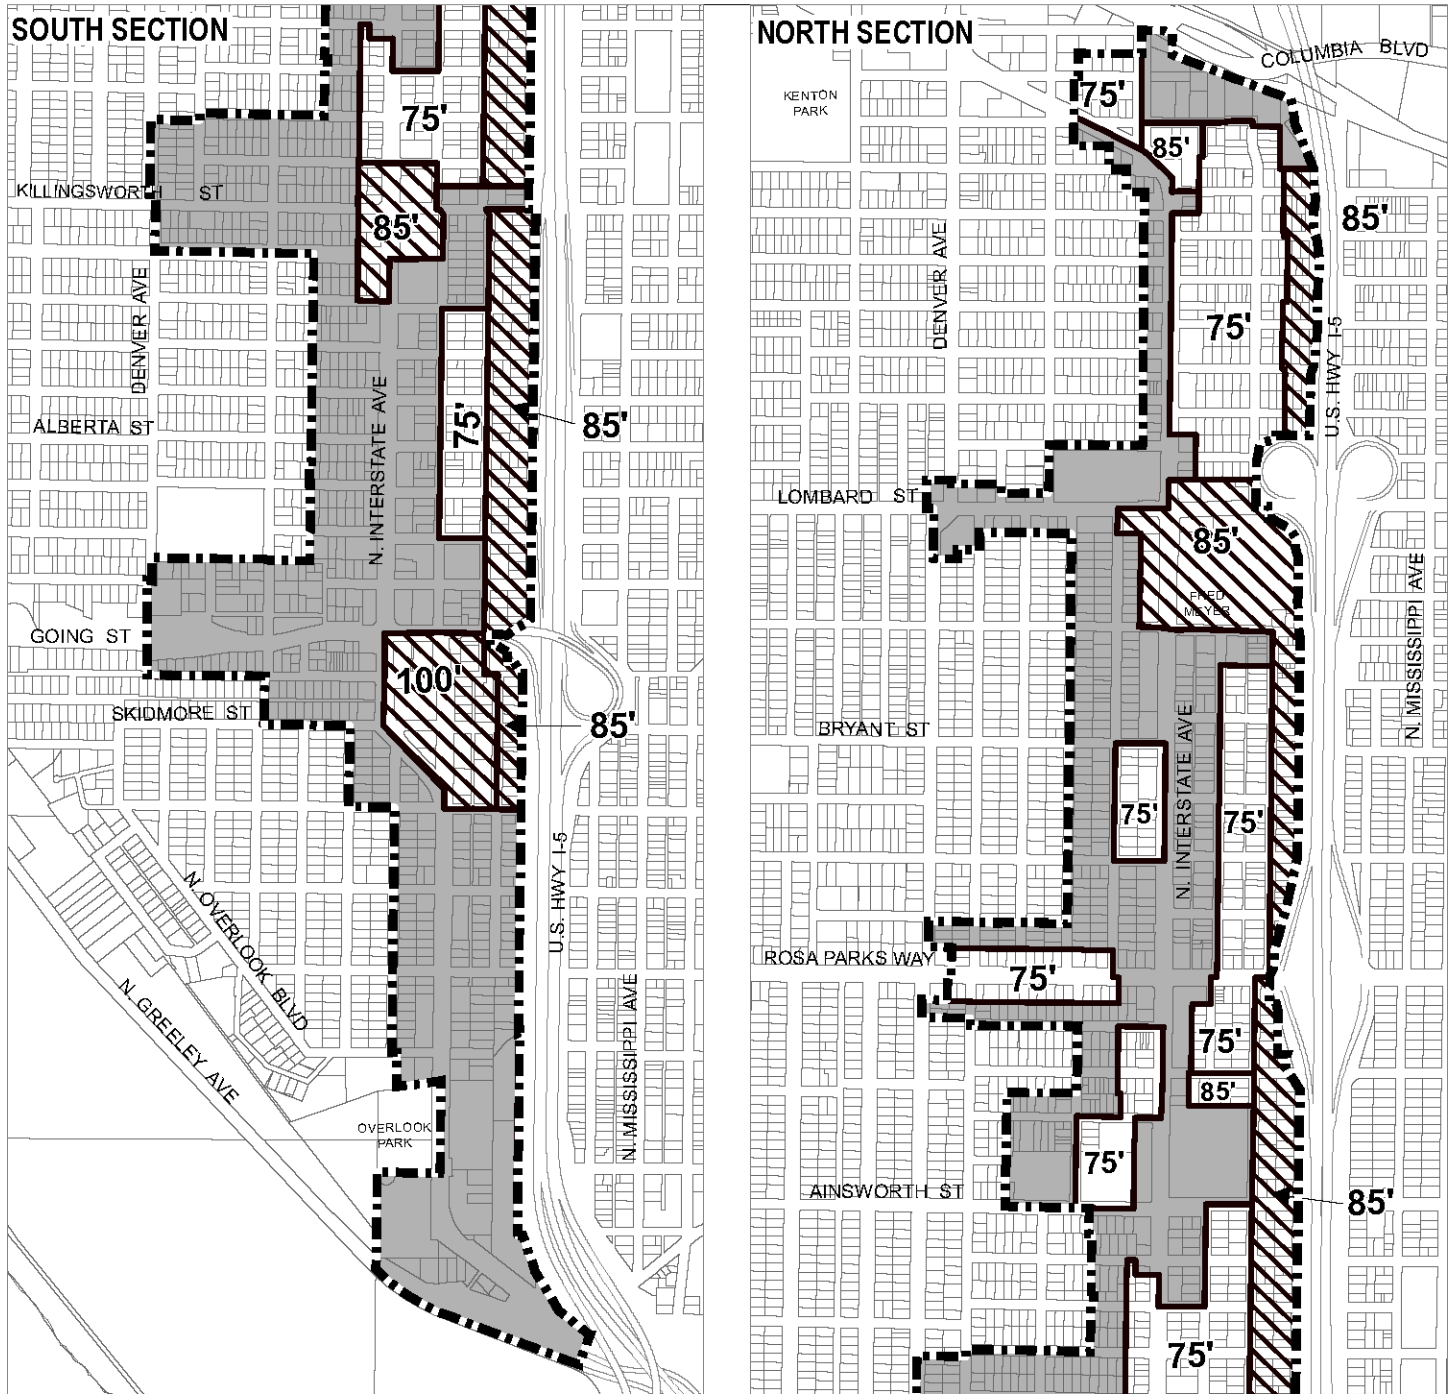 SOUTH SECTION
75'
KILLINGSWORTH ST
85'
DENVER AVE
N. INTERSTATE AVE
75'
85'
ALBERTA ST
GOING ST
100'
SKIDMORE ST
85'
U.S. HWY I-5
N. OVERLOOK BLVD
N. GREELEY AVE
N. MISSISSIPPI AVE
OVERLOOK
PARK
NORTH SECTION
COLUMBIA BLVD
KENTON
PARK
75'
85'
85'
DENVER AVE
75'
U.S. HWY I-5
LOMBARD ST
85'
FRED
MEYER
N. MISSISSIPPI AVE
BRYANT ST
N. INTERSTATE AVE
75'
75'
ROSA PARKS WAY
75'
75'
85'
75'
AINSWORTH ST
85'
75'